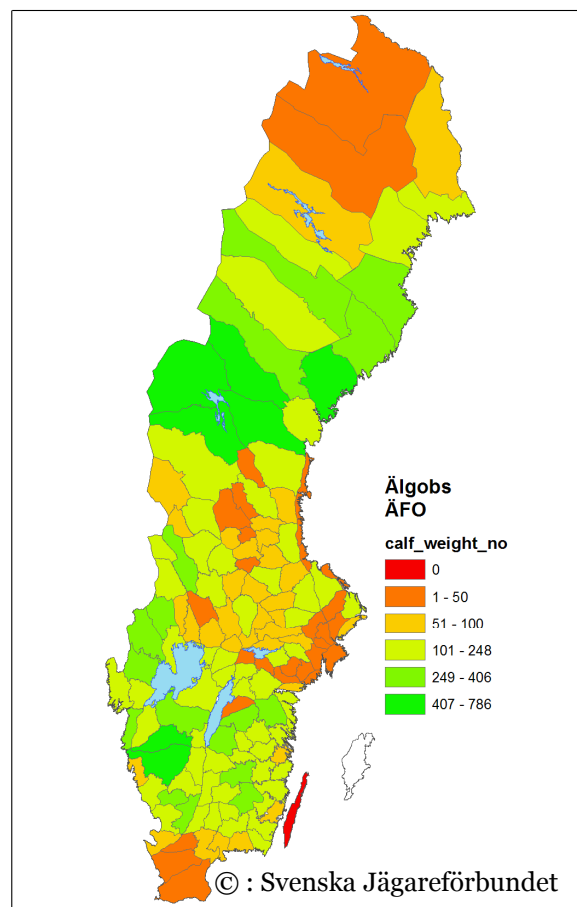 Älgobs
ÄFO
calf_weight_no
0
1 - 50
51 - 100
101 - 248
249 - 406
407 - 786
© : Svenska Jägareförbundet